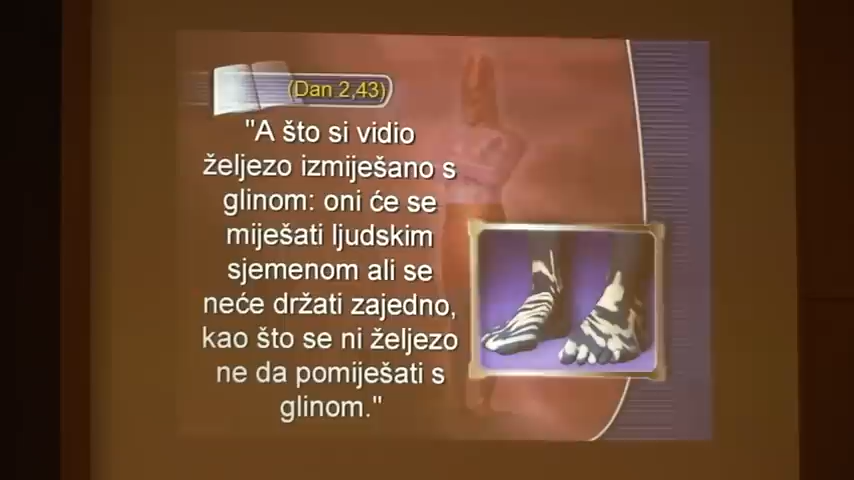 (Dan 2,43)
"A što si vidio
željezo izmiješano s
glinom: oni će se
miješati ljudskim
sjemenom ali se
neće držati zajedno,
kao što se ni željezo
ne da pomiješati s
glinom."